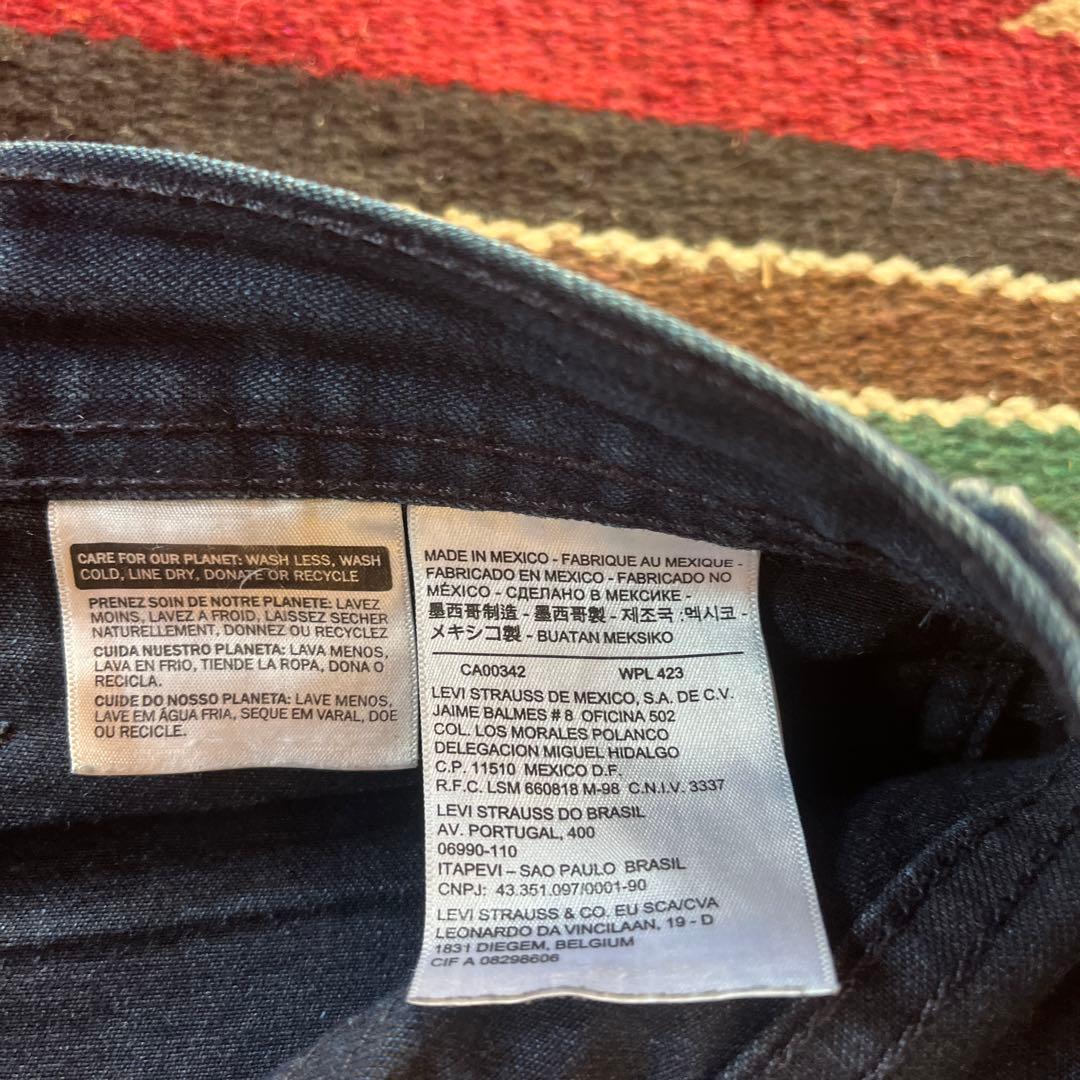 CARE FOR OUR PLANET: WASH LESS, WASH
COLD, LINE DRY, DONATE OR RECYCLE
PRENEZ SOIN DE NOTRE PLANETE: LAVEZ
MOINS, LAVEZ A FROID, LAISSEZ SECHER
NATURELLEMENT, DONNEZ OU RECYCLEZ
CUIDA NUESTRO PLANETA: LAVA MENOS,
LAVA EN FRIO, TIENDE LA ROPA, DONA O
RECICLA.
CUIDE DO NOSSO PLANETA: LAVE MENOS,
LAVE EM ÁGUA FRIA, SEQUE EM VARAL, DOE
OU RECICLE.
MADE IN MEXICO - FABRIQUE AU MEXIQUE -
FABRICADO EN MEXICO - FABRICADO NO
MÉXICO - СДЕЛАНО В МЕКСИКЕ -
墨西哥制造 - 墨西哥製 - 제조국 :멕시코 -
メキシコ製 - BUATAN MEKSIKO
CA00342 WPL 423
LEVI STRAUSS DE MEXICO, S.A. DE C.V.
JAIME BALMES # 8 OFICINA 502
COL. LOS MORALES POLANCO
DELEGACION MIGUEL HIDALGO
C.P. 11510 MEXICO D.F.
R.F.C. LSM 660818 M-98 C.N.I.V. 3337
LEVI STRAUSS DO BRASIL
AV. PORTUGAL, 400
06990-110
ITAPEVI – SAO PAULO BRASIL
CNPJ: 43.351.097/0001-90
LEVI STRAUSS & CO. EU SCA/CVA
LEONARDO DA VINCILAAN, 19 - D
1831 DIEGEM, BELGIUM
CIF A 08298606